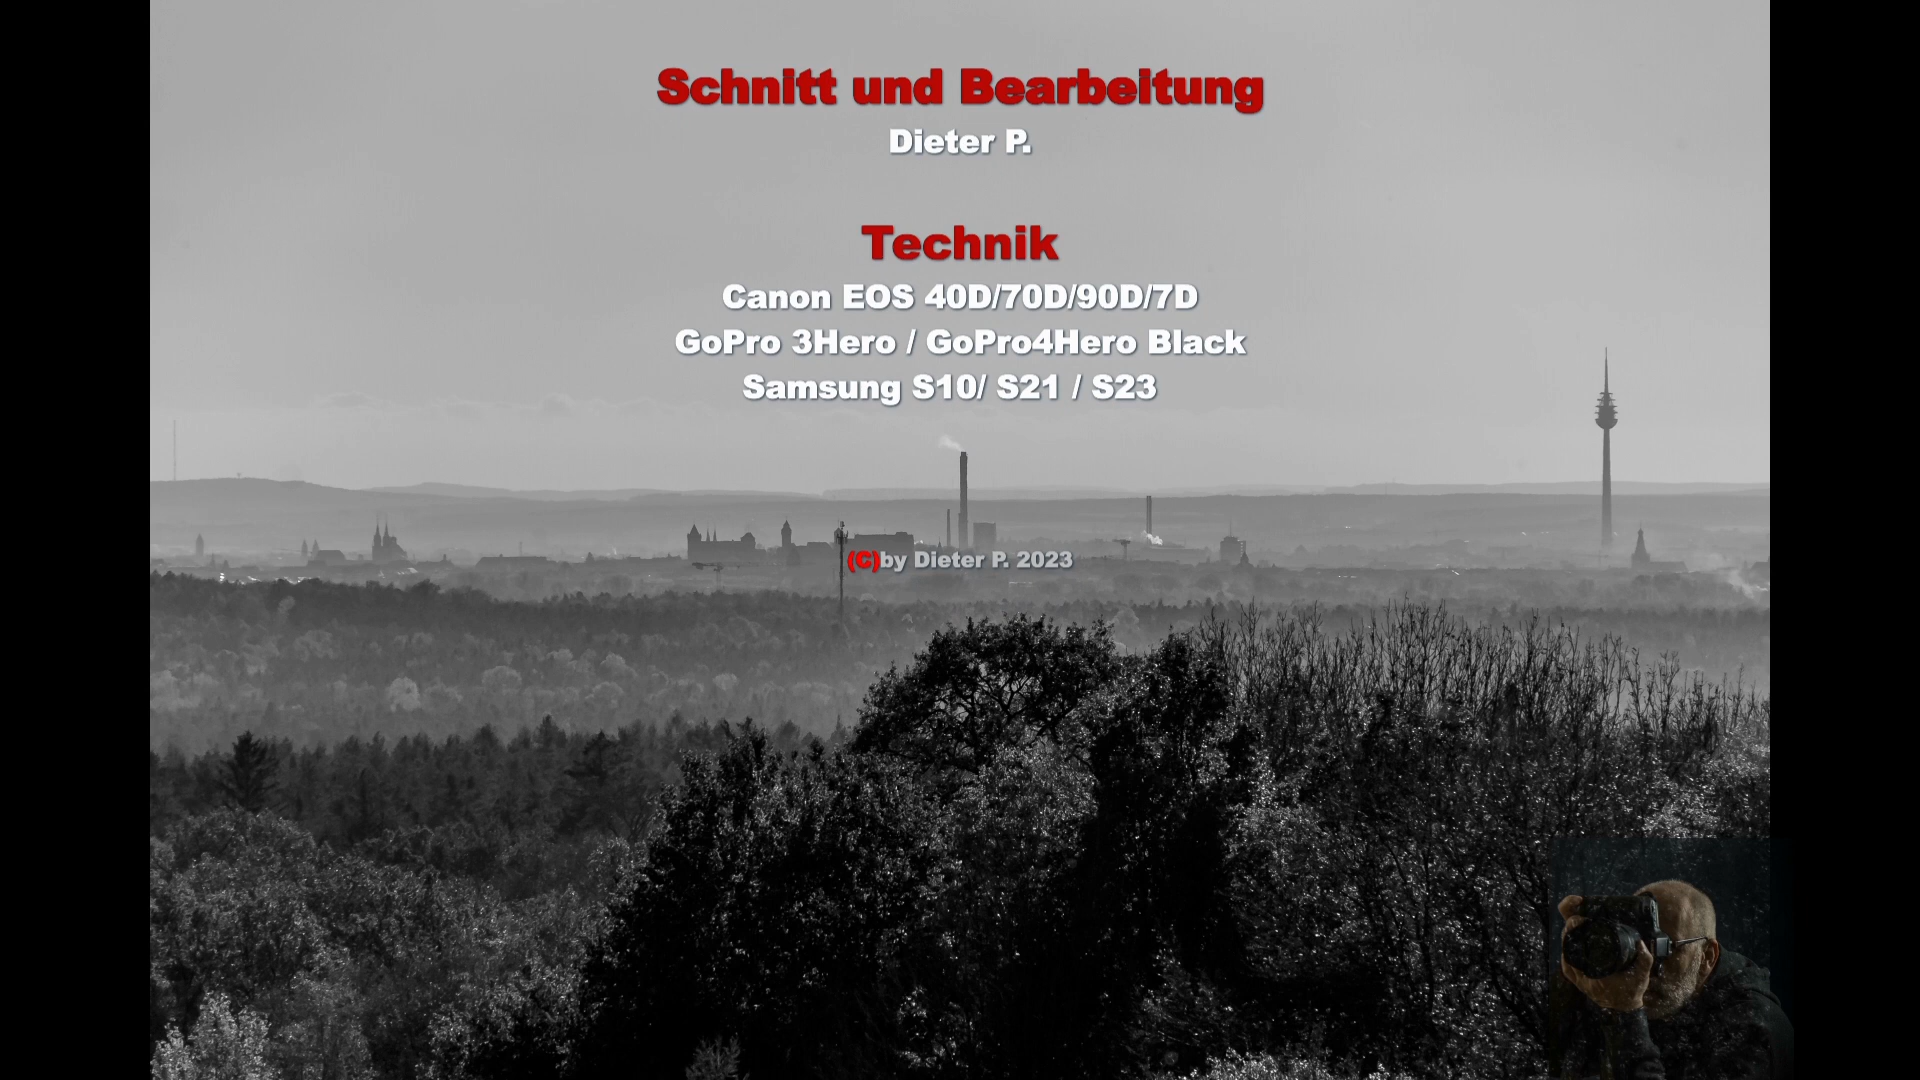 Schnitt und Bearbeitung
Dieter P.
Technik
Canon EOS 40D/70D/90D/7D
GoPro 3Hero / GoPro4Hero Black
Samsung S10/ S21 / S23
(C)by Dieter P. 2023